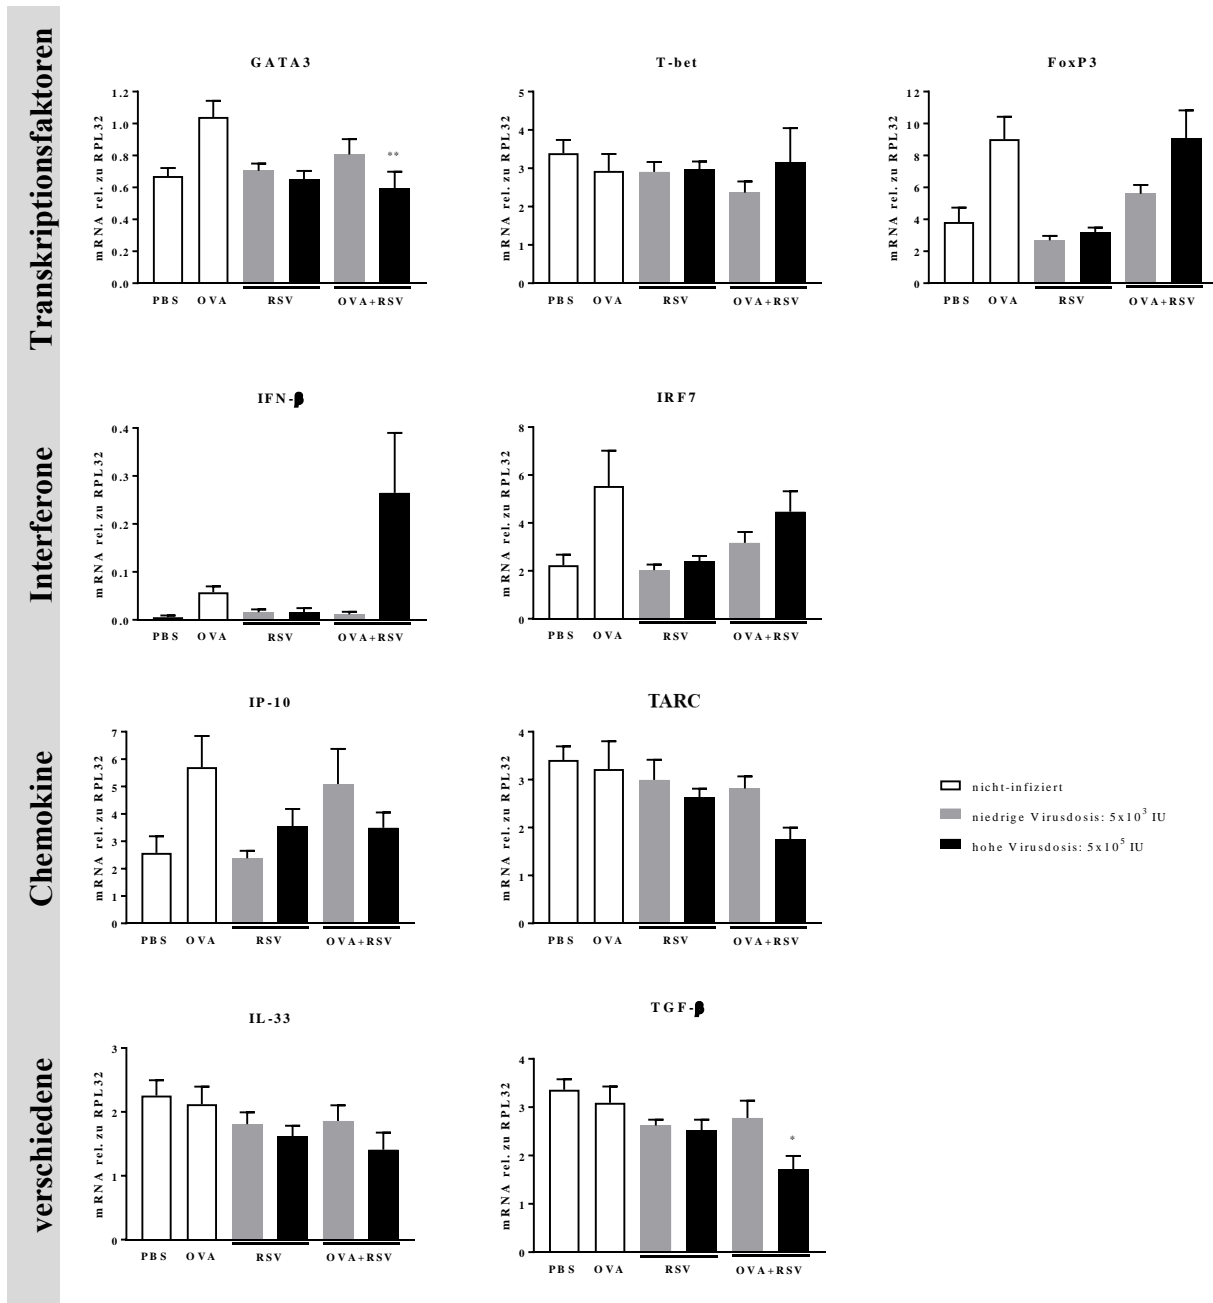 Transkriptionsfaktoren
GATA3
mRNA rel. zu RPL32
1.2
1.0
0.8
0.6
0.4
0.2
0.0
**
PBS OVA RSV OVA+RSV
T-bet
mRNA rel. zu RPL32
5
4
3
2
1
0
PBS OVA RSV OVA+RSV
FoxP3
mRNA rel. zu RPL32
12
10
8
6
4
2
0
PBS OVA RSV OVA+RSV
Interferone
IFN-β
mRNA rel. zu RPL32
0.4
0.3
0.2
0.1
0.0
PBS OVA RSV OVA+RSV
IRF7
mRNA rel. zu RPL32
8
6
4
2
0
PBS OVA RSV OVA+RSV
Chemokine
IP-10
mRNA rel. zu RPL32
7
6
5
4
3
2
1
0
PBS OVA RSV OVA+RSV
TARC
mRNA rel. zu RPL32
4
3
2
1
0
PBS OVA RSV OVA+RSV
nicht-infiziert
niedrige Virusdosis: 5x10³ IU
hohe Virusdosis: 5x10⁵ IU
verschiedene
IL-33
mRNA rel. zu RPL32
3
2
1
0
PBS OVA RSV OVA+RSV
TGF-β
mRNA rel. zu RPL32
4
3
2
1
0
*
PBS OVA RSV OVA+RSV